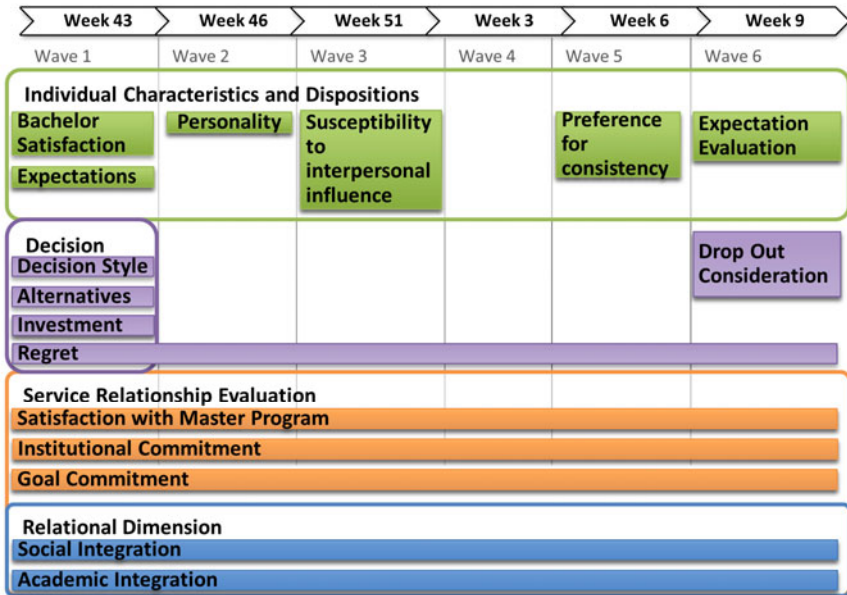 Week 43 Week 46 Week 51 Week 3 Week 6 Week 9
Wave 1 Wave 2 Wave 3 Wave 4 Wave 5 Wave 6
Individual Characteristics and Dispositions
Bachelor
Satisfaction
Expectations
Personality
Susceptibility
to
interpersonal
influence
Preference
for
consistency
Expectation
Evaluation
Decision
Decision Style
Alternatives
Investment
Regret
Drop Out
Consideration
Service Relationship Evaluation
Satisfaction with Master Program
Institutional Commitment
Goal Commitment
Relational Dimension
Social Integration
Academic Integration